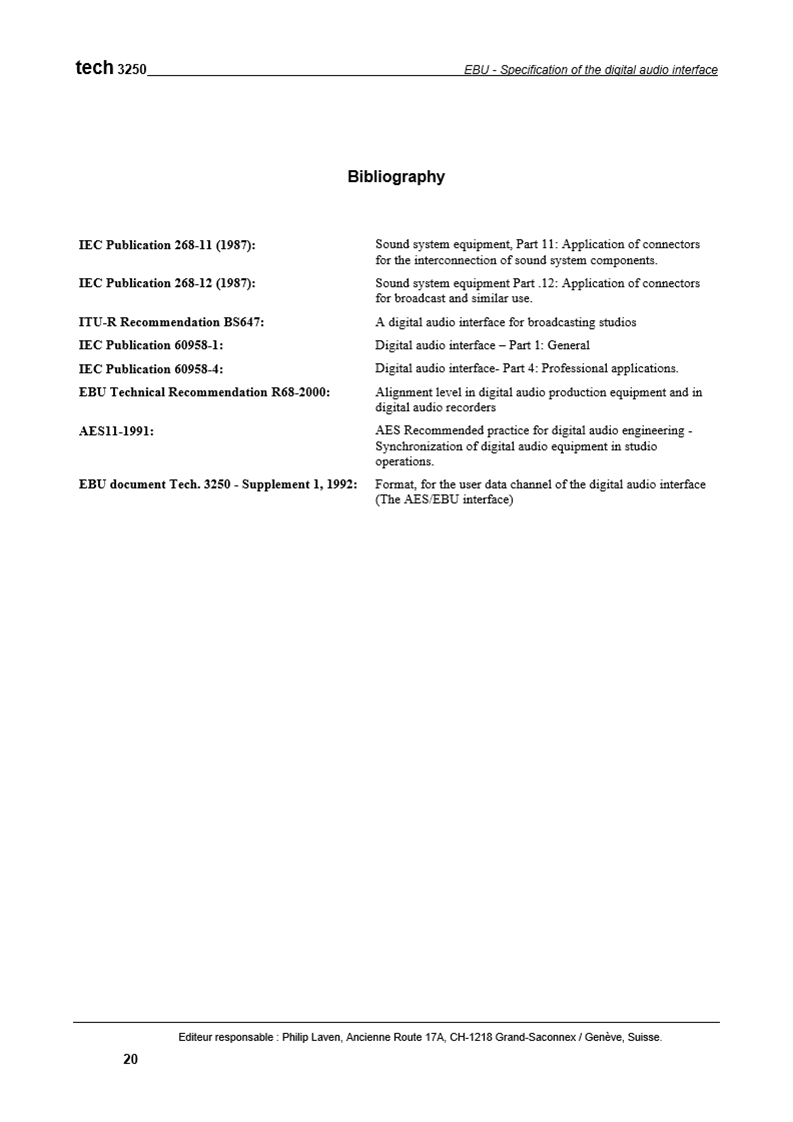 tech 3250 EBU - Specification of the digital audio interface
Bibliography
IEC Publication 268-11 (1987): Sound system equipment, Part 11: Application of connectors
for the interconnection of sound system components.
IEC Publication 268-12 (1987): Sound system equipment Part .12: Application of connectors
for broadcast and similar use.
ITU-R Recommendation BS647: A digital audio interface for broadcasting studios
IEC Publication 60958-1: Digital audio interface – Part 1: General
IEC Publication 60958-4: Digital audio interface- Part 4: Professional applications.
EBU Technical Recommendation R68-2000: Alignment level in digital audio production equipment and in
digital audio recorders
AES11-1991: AES Recommended practice for digital audio engineering -
Synchronization of digital audio equipment in studio
operations.
EBU document Tech. 3250 - Supplement 1, 1992: Format, for the user data channel of the digital audio interface
(The AES/EBU interface)
Editeur responsable : Philip Laven, Ancienne Route 17A, CH-1218 Grand-Saconnex / Genève, Suisse.
20